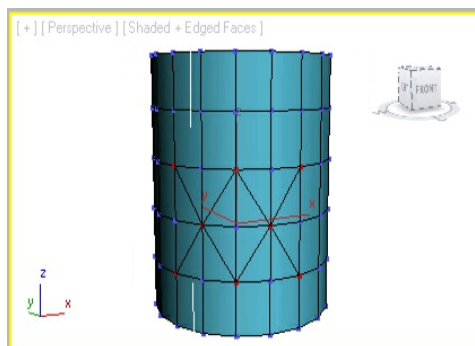 [ + ] [ Perspective ] [ Shaded + Edged Faces ]
FRONT
y
x
z
y
x